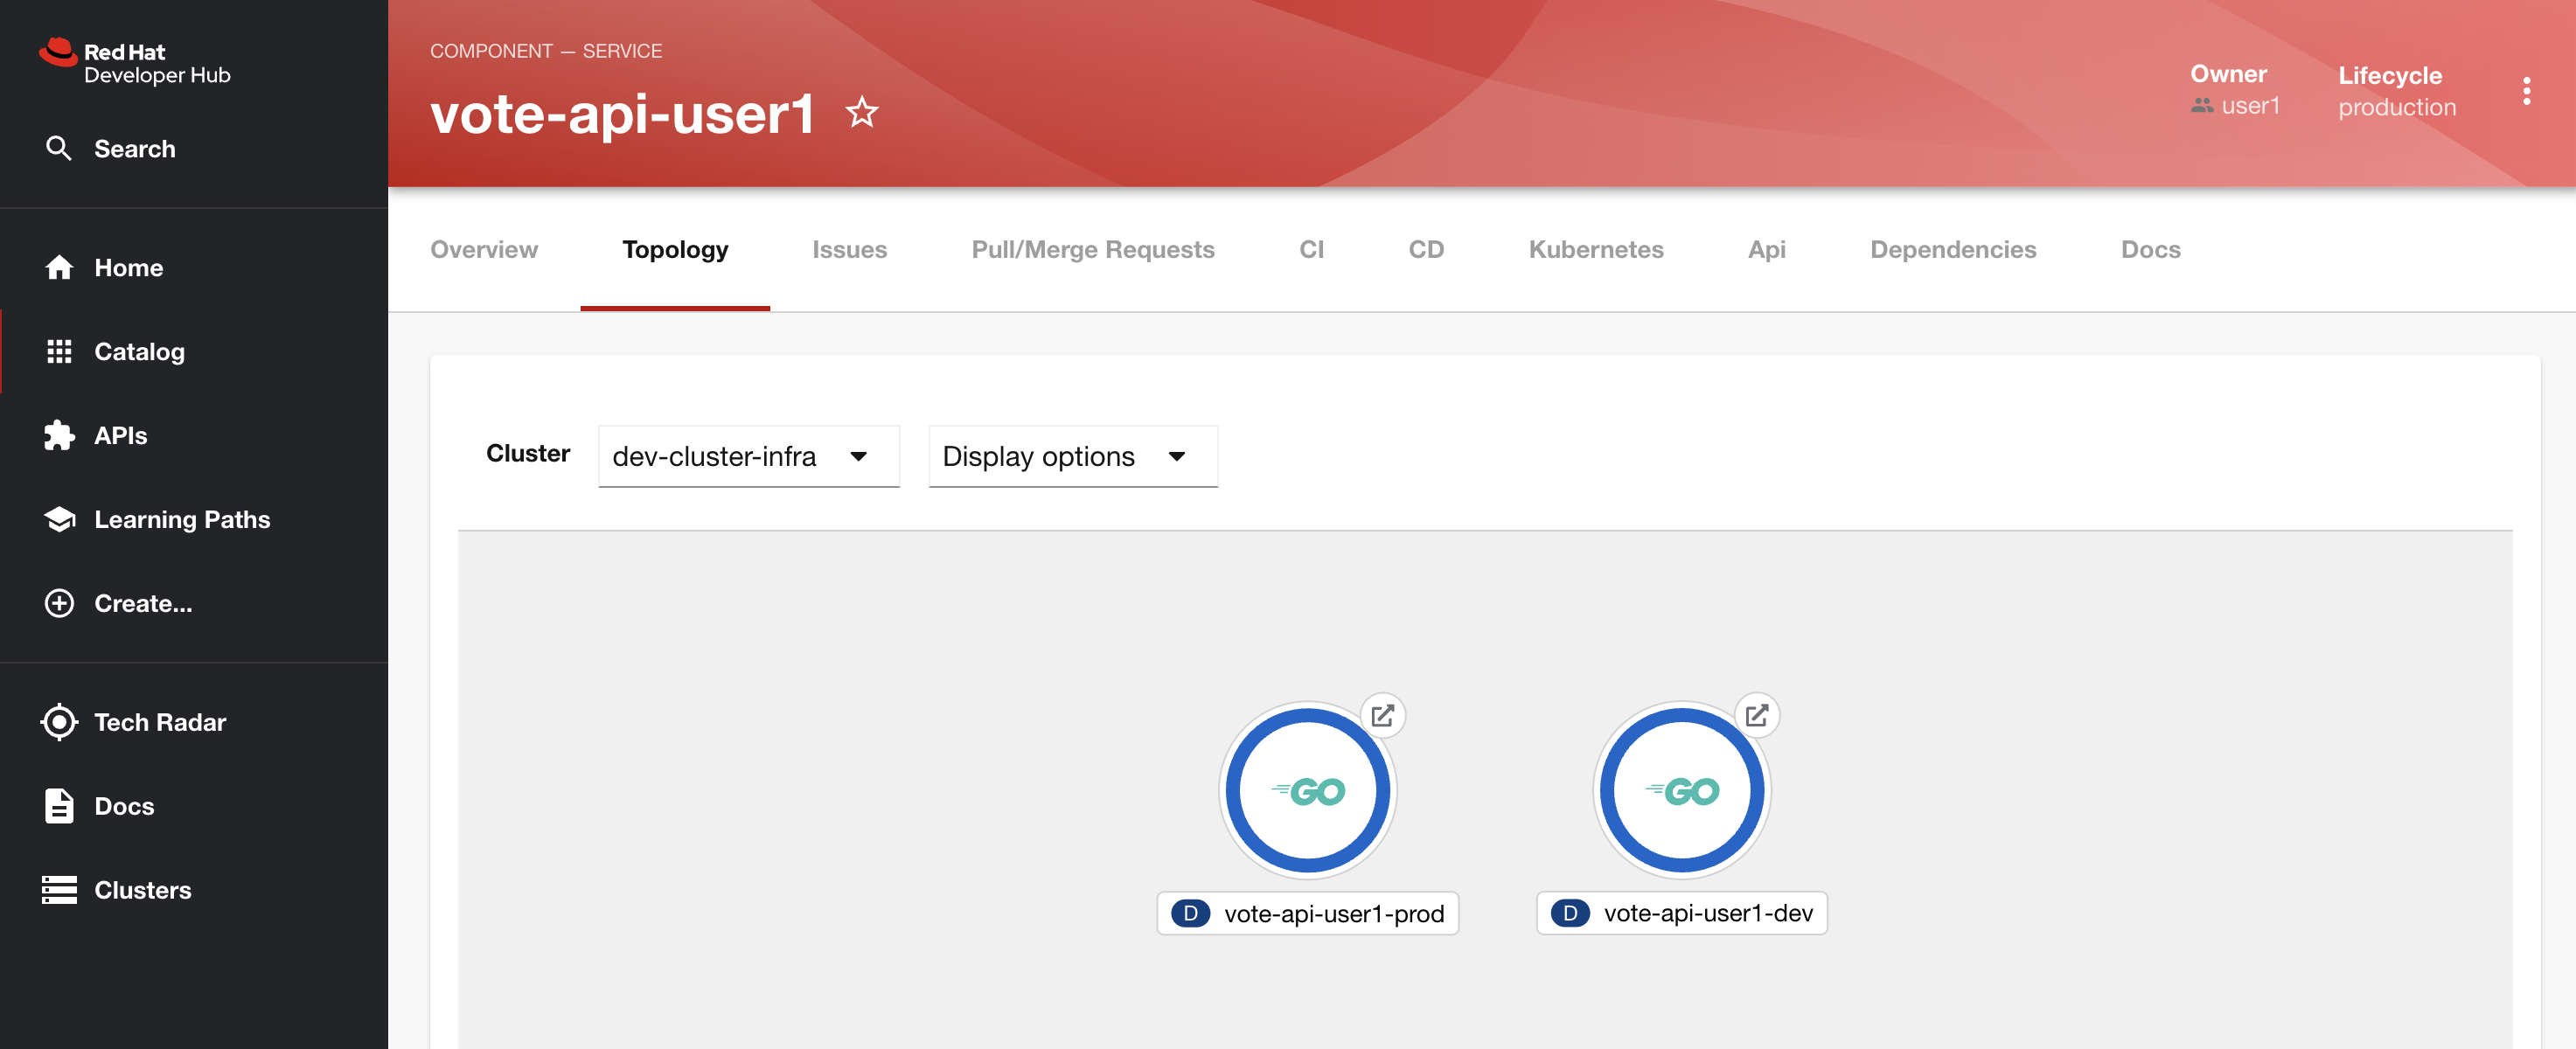 Red Hat
Developer Hub
Search
Home
Catalog
APIs
Learning Paths
Create...
Tech Radar
Docs
Clusters
COMPONENT — SERVICE
vote-api-user1
Owner
user1
Lifecycle
production
Overview Topology Issues Pull/Merge Requests CI CD Kubernetes Api Dependencies Docs
Cluster dev-cluster-infra Display options
GO GO
D vote-api-user1-prod D vote-api-user1-dev